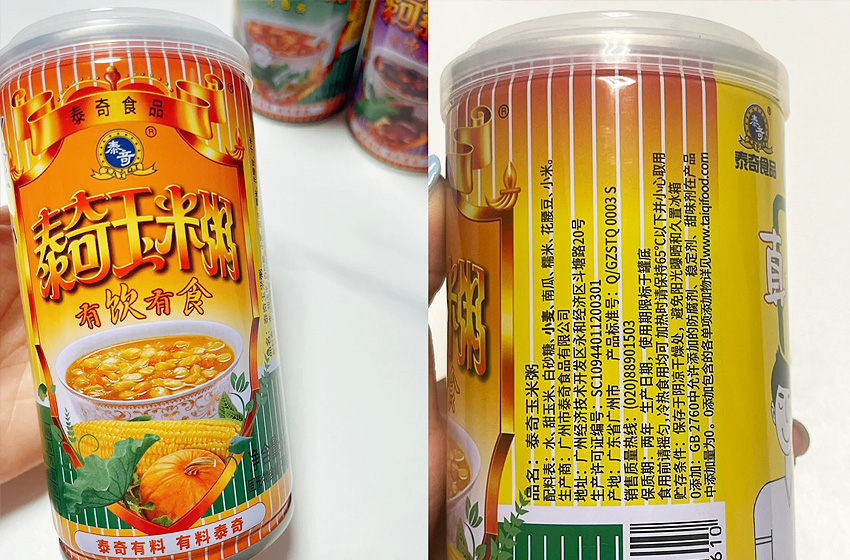 泰奇食品
泰奇
®
泰奇玉米粥
有饮有食
泰奇有料 有料泰奇
®
泰奇
泰奇食品
品名：泰奇玉米粥
配料表：水、甜玉米、白砂糖、小麦、南瓜、糯米、花腰豆、小米。
生产商：广州市泰奇食品有限公司
地址：广州经济技术开发区永和经济区斗塘路20号
生产许可证编号：SC10944011200301
产地：广东省广州市 产品标准号：Q/GZSTQ 0003 S
销售质量热线：(020)88901503
保质期：两年 生产日期，使用期限标于罐底
食用前请摇匀,冷热食用均可 加热时请保持65℃以下并小心取用
贮存条件：保存于阴凉干燥处，避免阳光曝晒和久置冰箱
0添加：GB 2760中允许添加的防腐剂、稳定剂、甜味剂在产品
中添加量为0。0添加包含的各单项添加物详见www.taiqifood.com